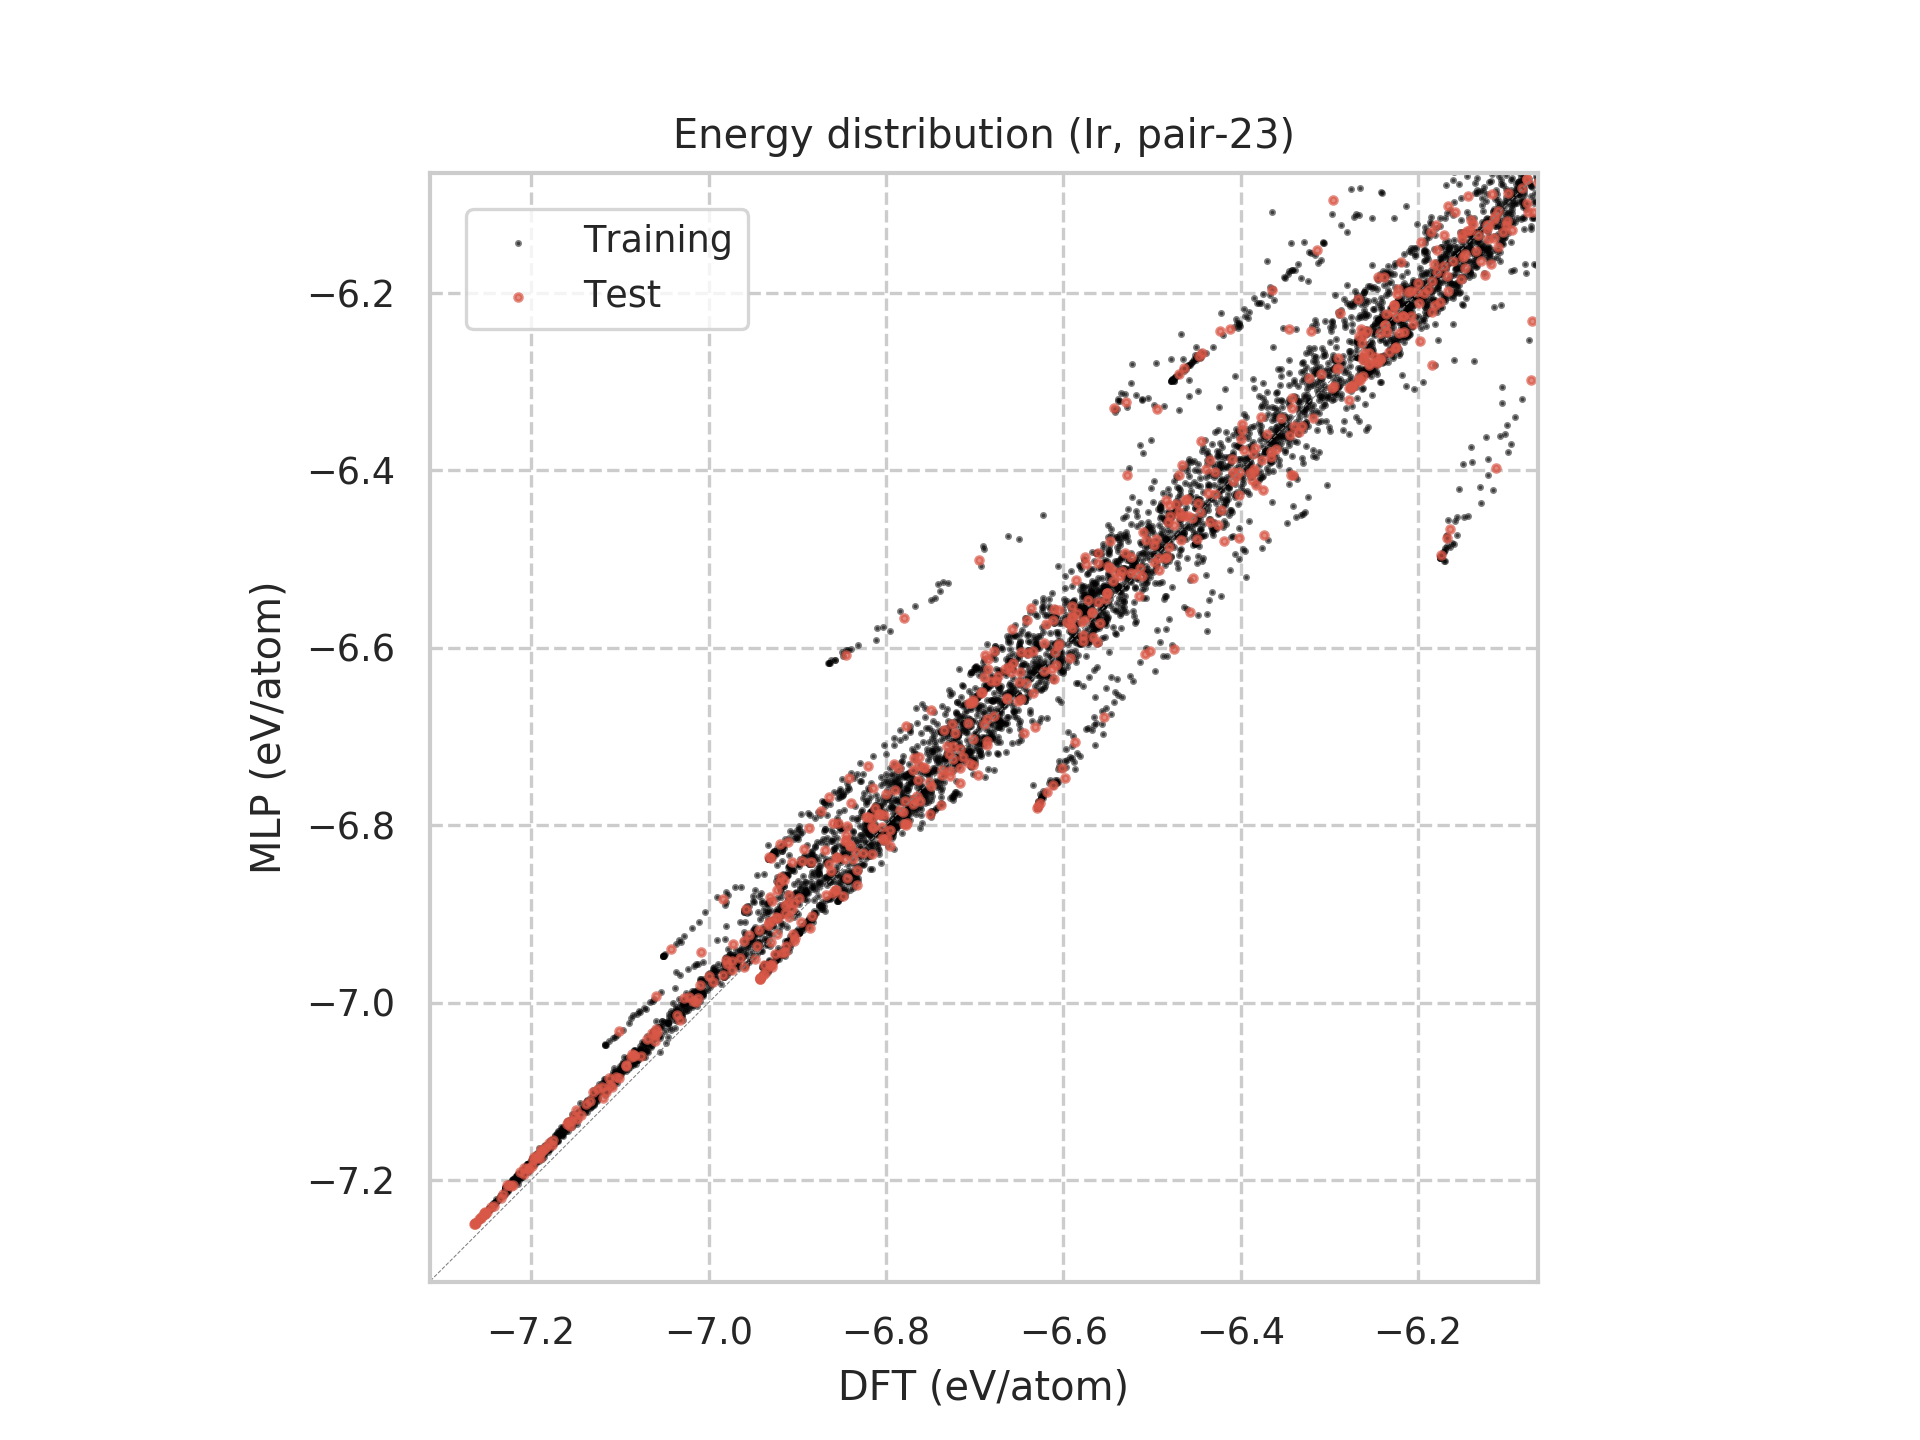 Energy distribution (Ir, pair-23)
Training
Test
MLP (eV/atom)
−6.2
−6.4
−6.6
−6.8
−7.0
−7.2
−7.2 −7.0 −6.8 −6.6 −6.4 −6.2
DFT (eV/atom)